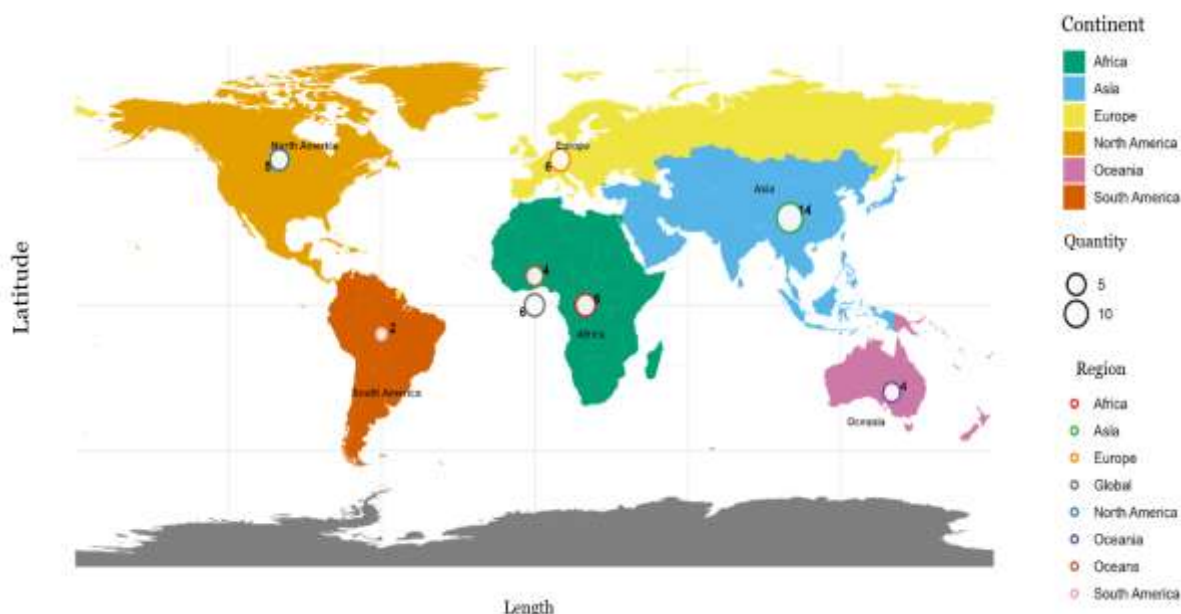 Continent
Africa
Asia
Europe
North America
Oceania
South America
Quantity
5
10
Region
Africa
Asia
Europe
Global
North America
Oceania
Oceans
South America
Latitude
North America
Europe
6
Asia
14
4
6
Africa
2
South America
4
Oceania
Length